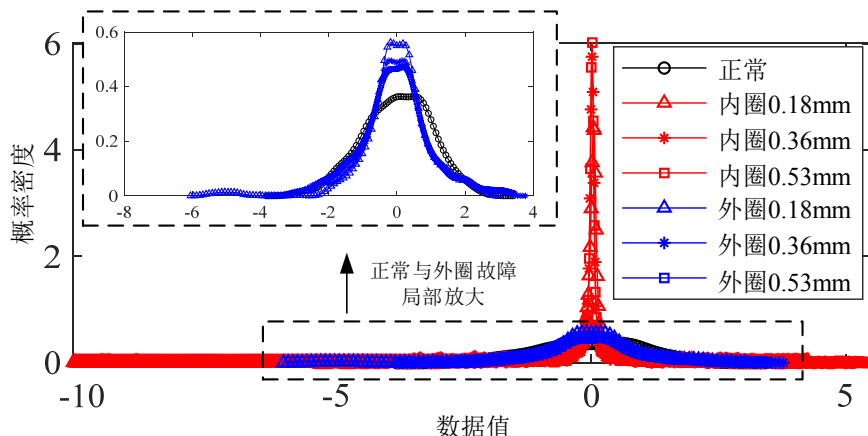 0.6
0.4
0.2
0
-8
-6
-4
-2
0
2
4
6
4
2
0
概率密度
正常与外圈故障
局部放大
正常
内圈0.18mm
内圈0.36mm
内圈0.53mm
外圈0.18mm
外圈0.36mm
外圈0.53mm
-10
-5
0
5
数据值